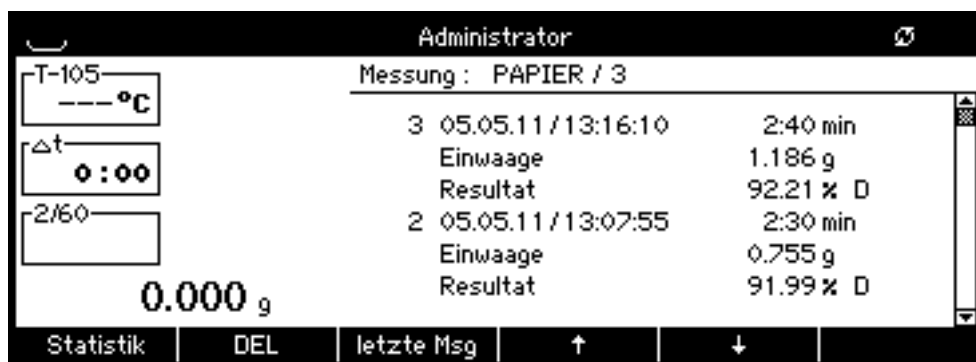 Administrator
T-105
---°C
Δt
0:00
2/60
0.000 g
Messung : PAPIER / 3
3 05.05.11 / 13:16:10 2:40 min
Einwaage 1.186 g
Resultat 92.21 % D
2 05.05.11 / 13:07:55 2:30 min
Einwaage 0.755 g
Resultat 91.99 % D
Statistik DEL letzte Msg ↑ ↓